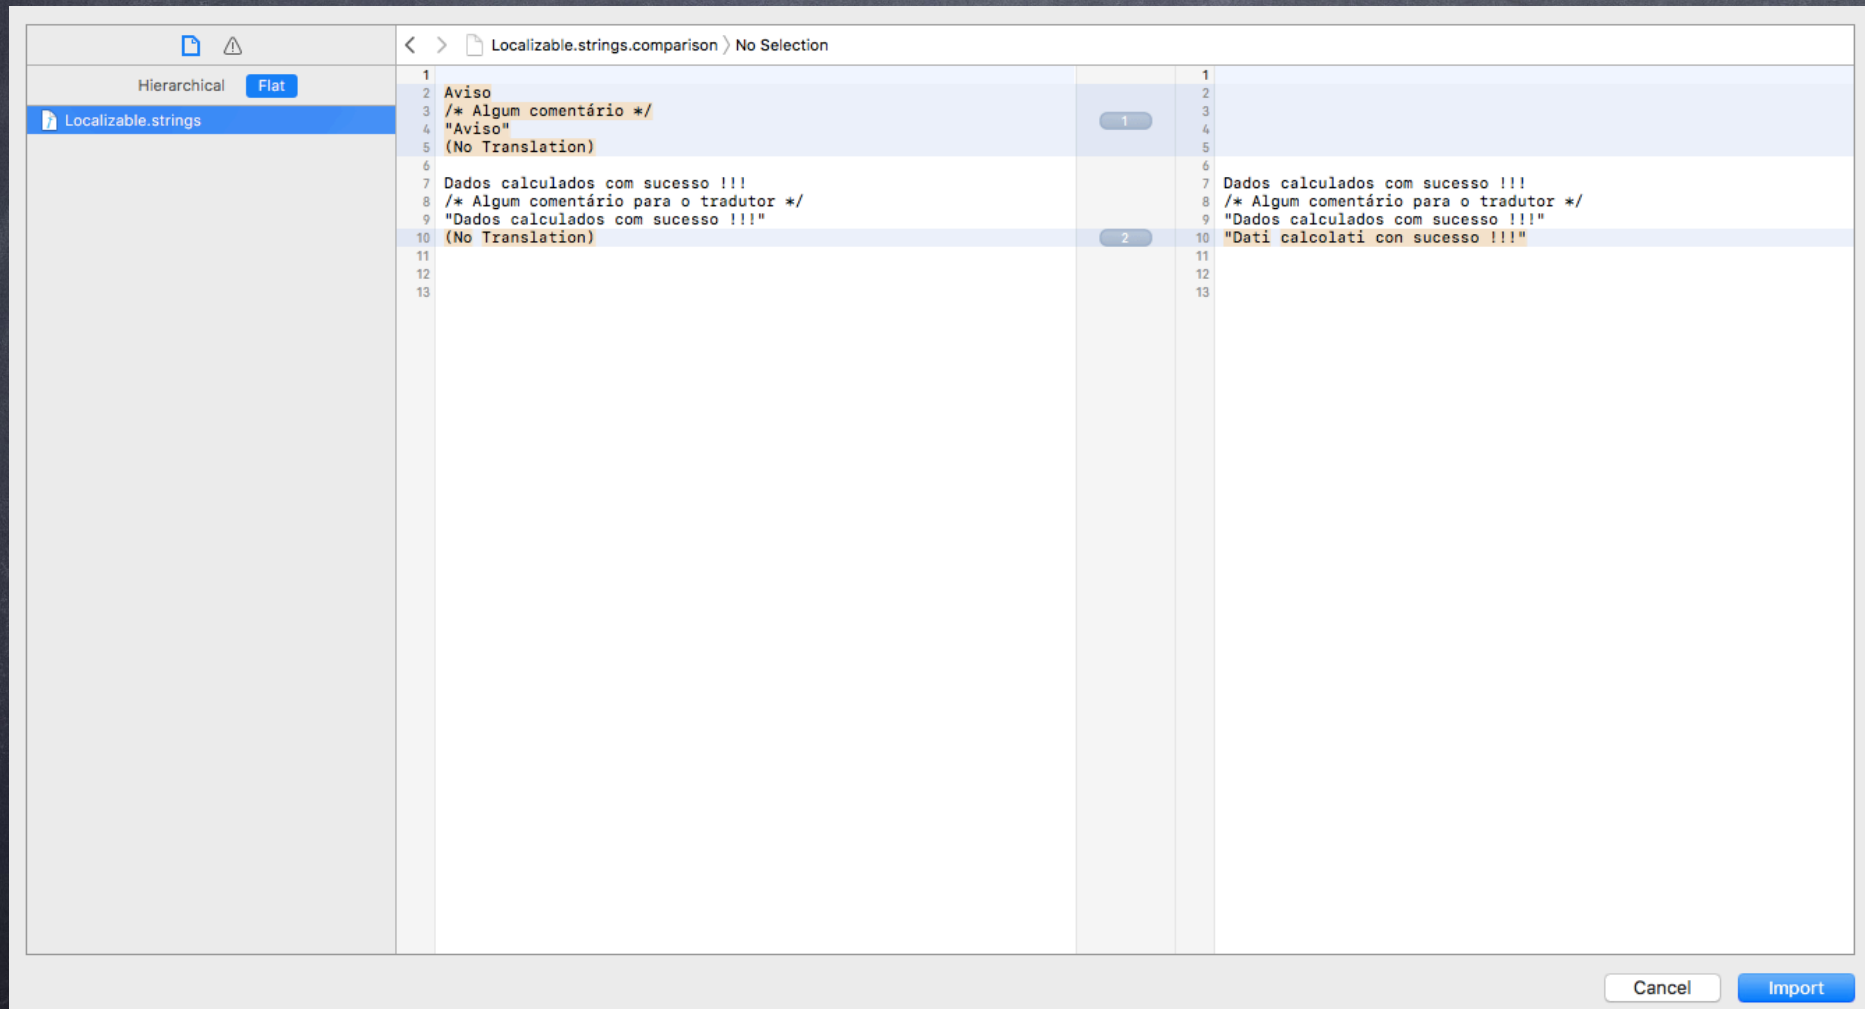 Localizable.strings.comparison 〉 No Selection
Hierarchical Flat
Localizable.strings
1
2 Aviso
3 /* Algum comentário */
4 "Aviso"
5 (No Translation)
6
7 Dados calculados com sucesso !!!
8 /* Algum comentário para o tradutor */
9 "Dados calculados com sucesso !!!"
10 (No Translation)
11
12
13
1
2
1
2
3
4
5
6
7 Dados calculados com sucesso !!!
8 /* Algum comentário para o tradutor */
9 "Dados calculados com sucesso !!!"
10 "Dati calcolati con sucesso !!!"
11
12
13
Cancel Import